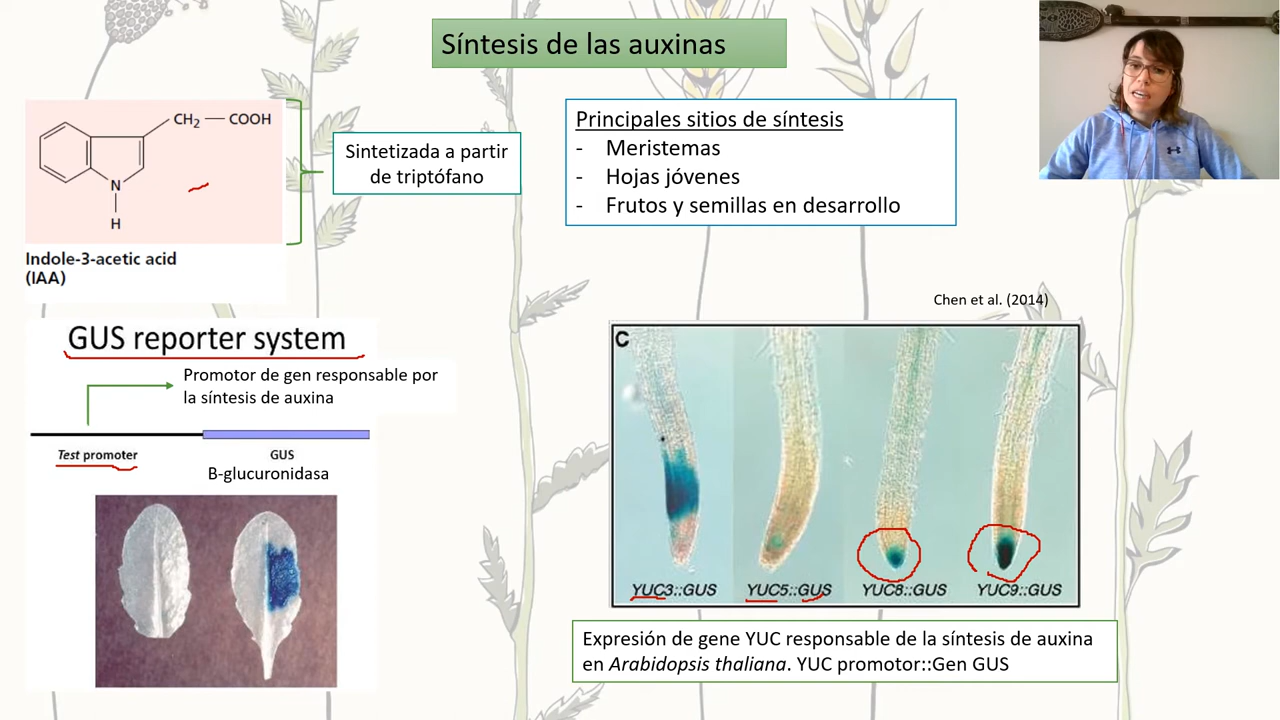 Síntesis de las auxinas
CH2 — COOH
N
H
Indole-3-acetic acid
(IAA)
Sintetizada a partir
de triptófano
Principales sitios de síntesis
- Meristemas
- Hojas jóvenes
- Frutos y semillas en desarrollo
GUS reporter system
Promotor de gen responsable por
la síntesis de auxina
Test promoter
GUS
B-glucuronidasa
Chen et al. (2014)
C
YUC3::GUS
YUC5::GUS
YUC8::GUS
YUC9::GUS
Expresión de gene YUC responsable de la síntesis de auxina
en Arabidopsis thaliana. YUC promotor::Gen GUS